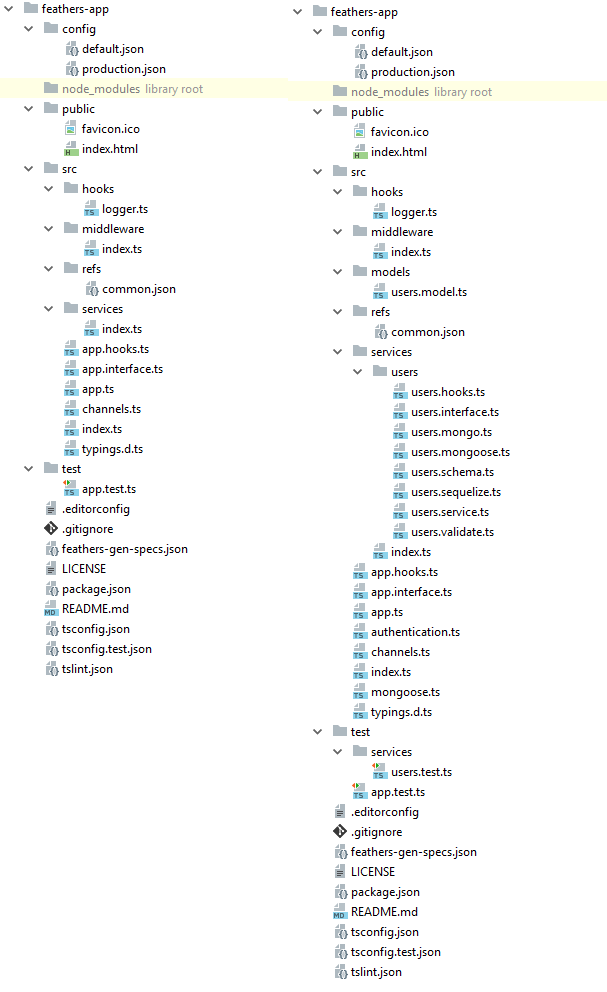 feathers-app
config
default.json
production.json
node_modules library root
public
favicon.ico
index.html
src
hooks
logger.ts
middleware
index.ts
refs
common.json
services
index.ts
app.hooks.ts
app.interface.ts
app.ts
channels.ts
index.ts
typings.d.ts
test
app.test.ts
.editorconfig
.gitignore
feathers-gen-specs.json
LICENSE
package.json
README.md
tsconfig.json
tsconfig.test.json
tslint.json
feathers-app
config
default.json
production.json
node_modules library root
public
favicon.ico
index.html
src
hooks
logger.ts
middleware
index.ts
models
users.model.ts
refs
common.json
services
users
users.hooks.ts
users.interface.ts
users.mongo.ts
users.mongoose.ts
users.schema.ts
users.sequelize.ts
users.service.ts
users.validate.ts
index.ts
app.hooks.ts
app.interface.ts
app.ts
authentication.ts
channels.ts
index.ts
mongoose.ts
typings.d.ts
test
services
users.test.ts
app.test.ts
.editorconfig
.gitignore
feathers-gen-specs.json
LICENSE
package.json
README.md
tsconfig.json
tsconfig.test.json
tslint.json